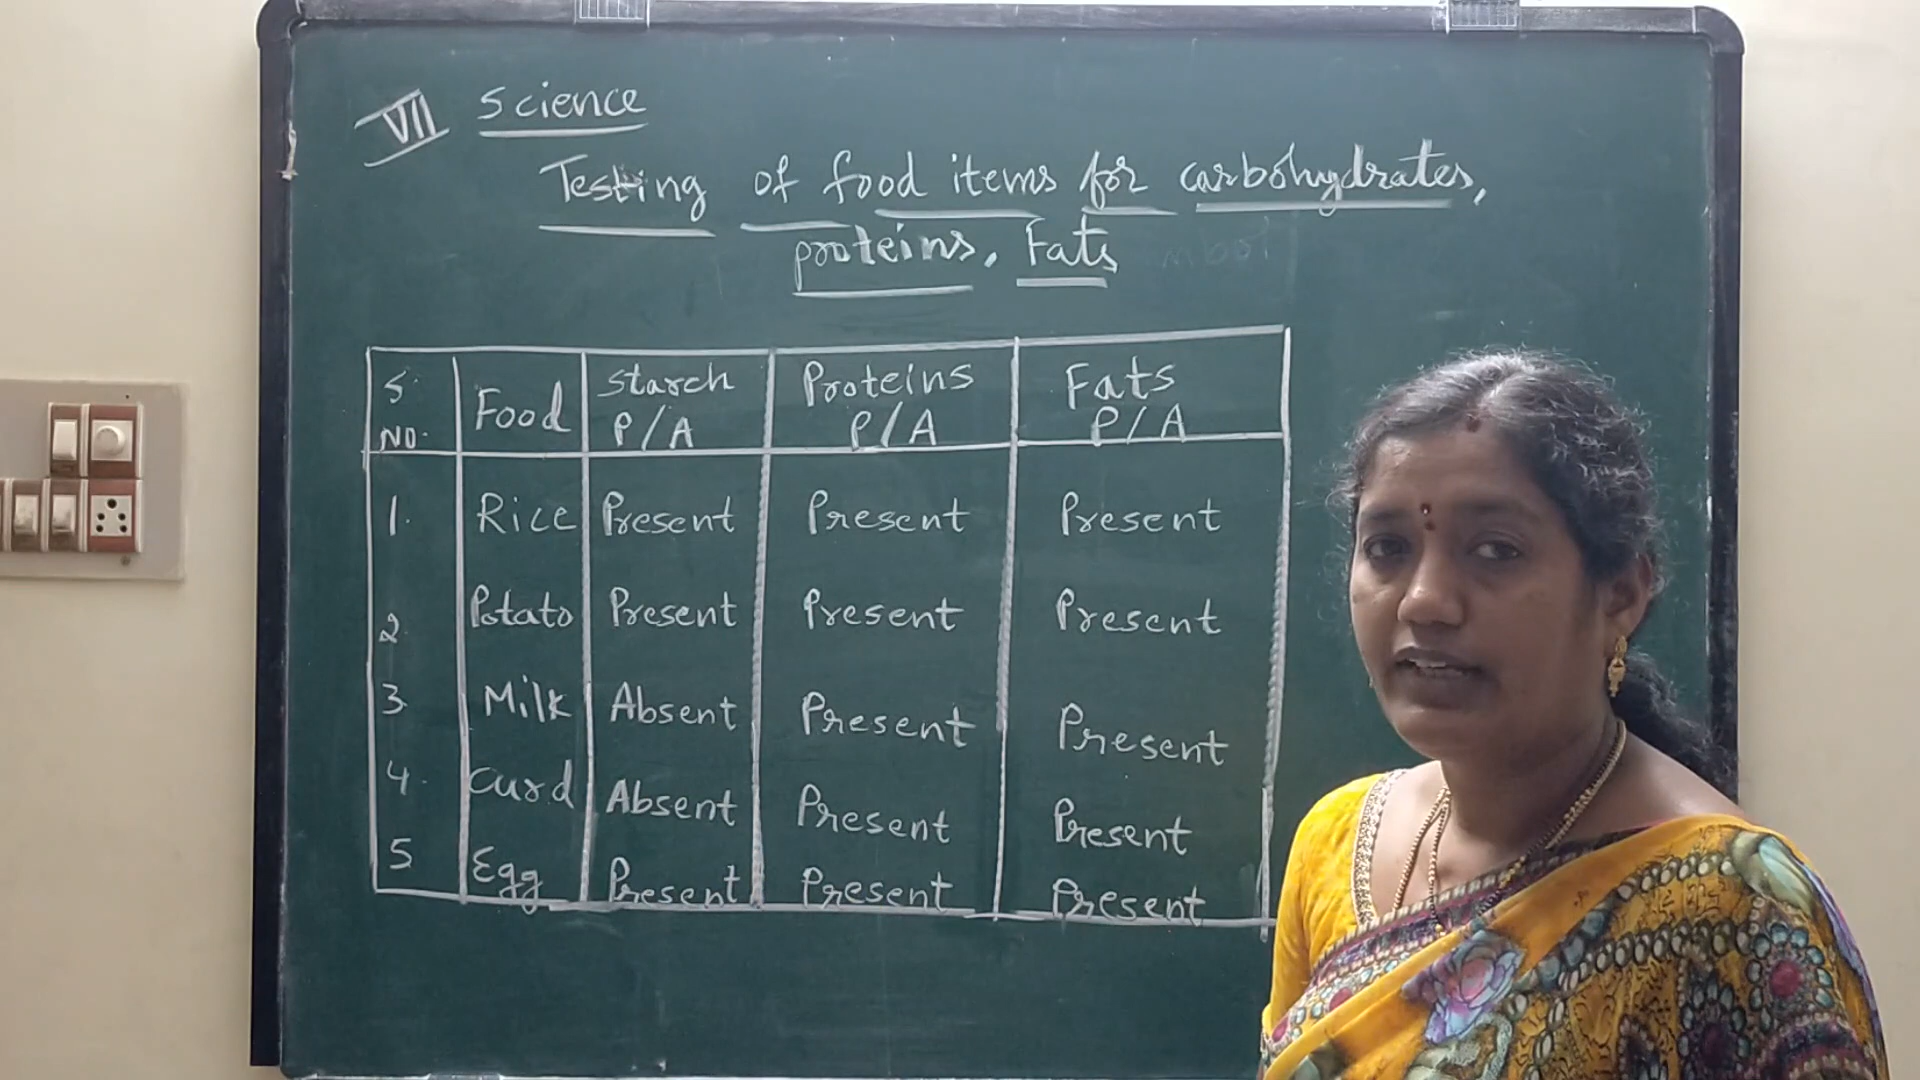 VII Science
Testing of food items for carbohydrates,
proteins, Fats
S. NO. Food Starch P/A Proteins P/A Fats P/A
1. Rice Present Present Present
2. Potato Present Present Present
3. Milk Absent Present Present
4. Curd Absent Present Present
5 Egg Present Present Present